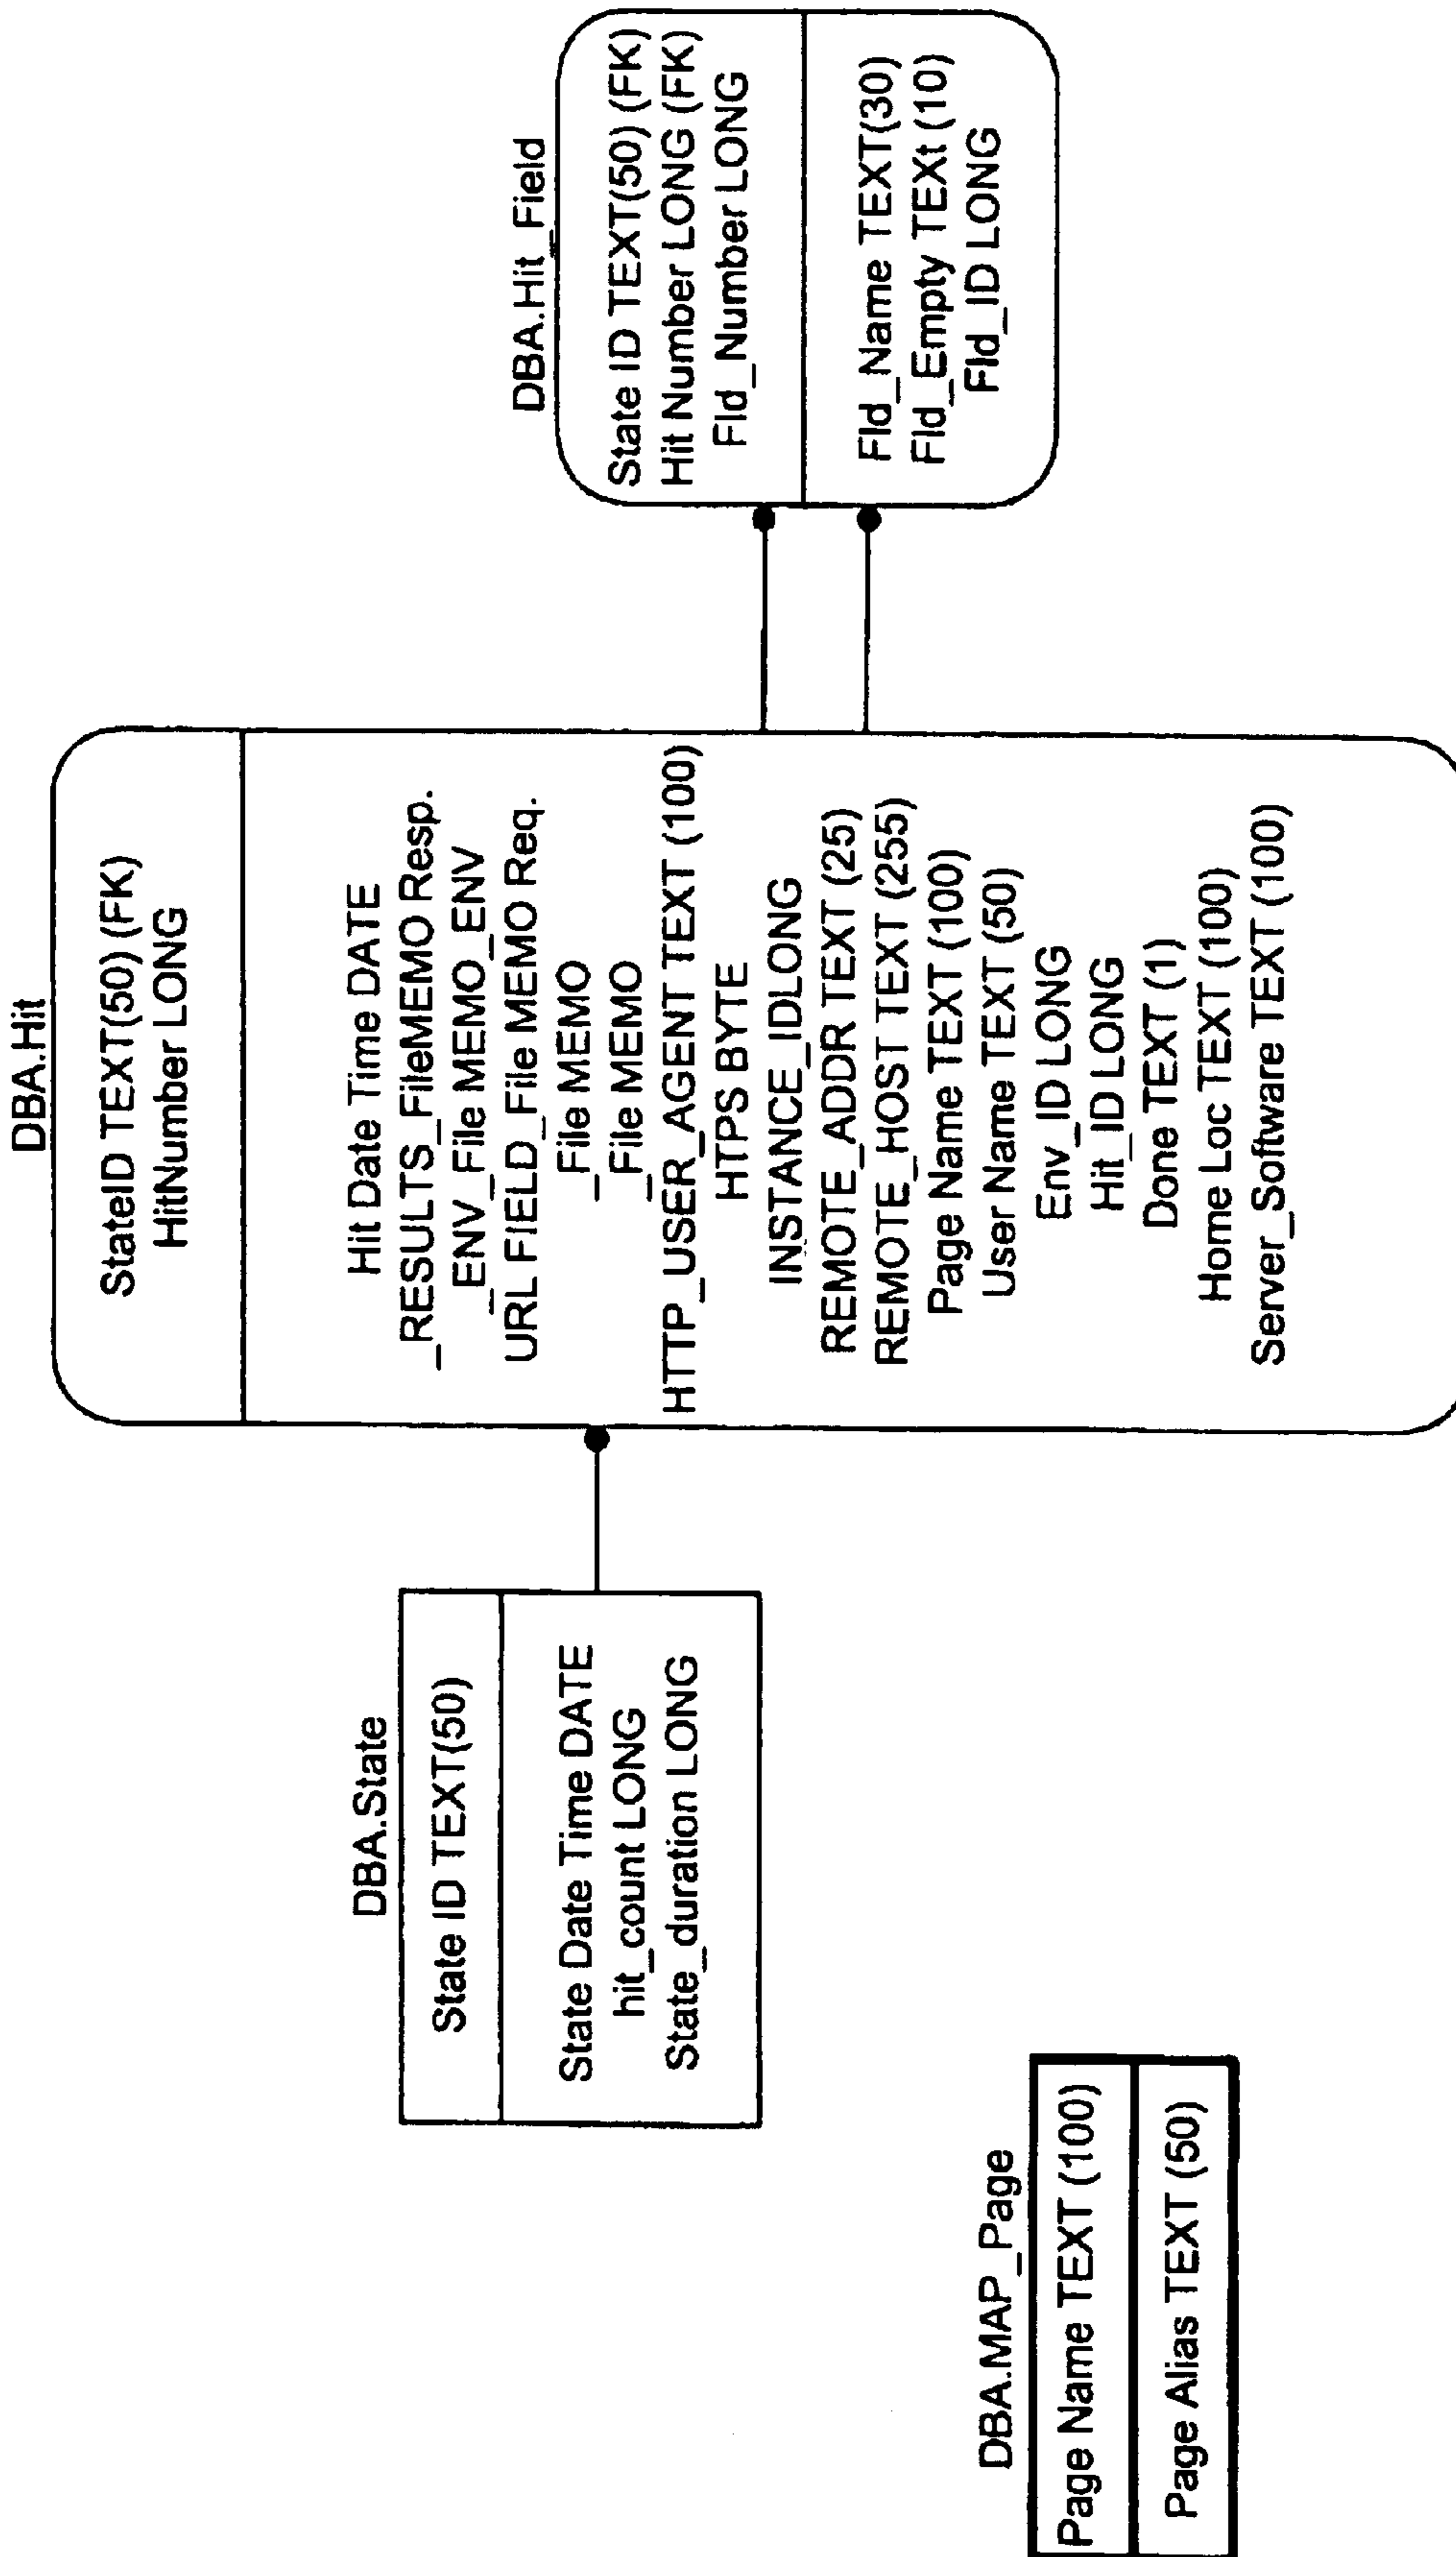 DBA.State
State ID TEXT(50)
State Date Time DATE
hit_count LONG
State_duration LONG
DBA.MAP_Page
Page Name TEXT (100)
Page Alias TEXT (50)
DBA.Hit
StateID TEXT(50) (FK)
HitNumber LONG
Hit Date Time DATE
_RESULTS_FileMEMO Resp.
_ENV_File MEMO_ENV
URL FIELD_File MEMO Req.
_File MEMO
_File MEMO
HTTP_USER_AGENT TEXT (100)
HTPS BYTE
INSTANCE_IDLONG
REMOTE_ADDR TEXT (25)
REMOTE_HOST TEXT (255)
Page Name TEXT (100)
User Name TEXT (50)
Env_ID LONG
Hit_ID LONG
Done TEXT (1)
Home Loc TEXT (100)
Server_Software TEXT (100)
DBA.Hit_Field
State ID TEXT(50) (FK)
Hit Number LONG (FK)
Fld_Number LONG
Fld_Name TEXT(30)
Fld_Empty TEXt (10)
Fld_ID LONG